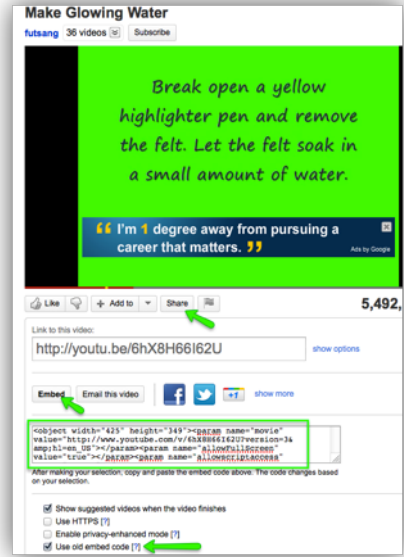 Make Glowing Water
futsang 36 videos Subscribe
Break open a yellow
highlighter pen and remove
the felt. Let the felt soak in
a small amount of water.
“I'm 1 degree away from pursuing a
career that matters.”
Ads by Google
Like + Add to Share 5,492,
Link to this video:
http://youtu.be/6hX8H66I62U show options
Embed Email this video +1 show more
<object width="425" height="349"><param name="movie"
value="http://www.youtube.com/v/6hX8H66I62U?version=3&
amp;hl=en_US"></param><param name="allowFullScreen"
value="true"></param><param name="allowscriptaccess"
After making your selection, copy and paste the embed code above. The code changes based
on your selection.
Show suggested videos when the video finishes
Use HTTPS [?]
Enable privacy-enhanced mode [?]
Use old embed code [?]